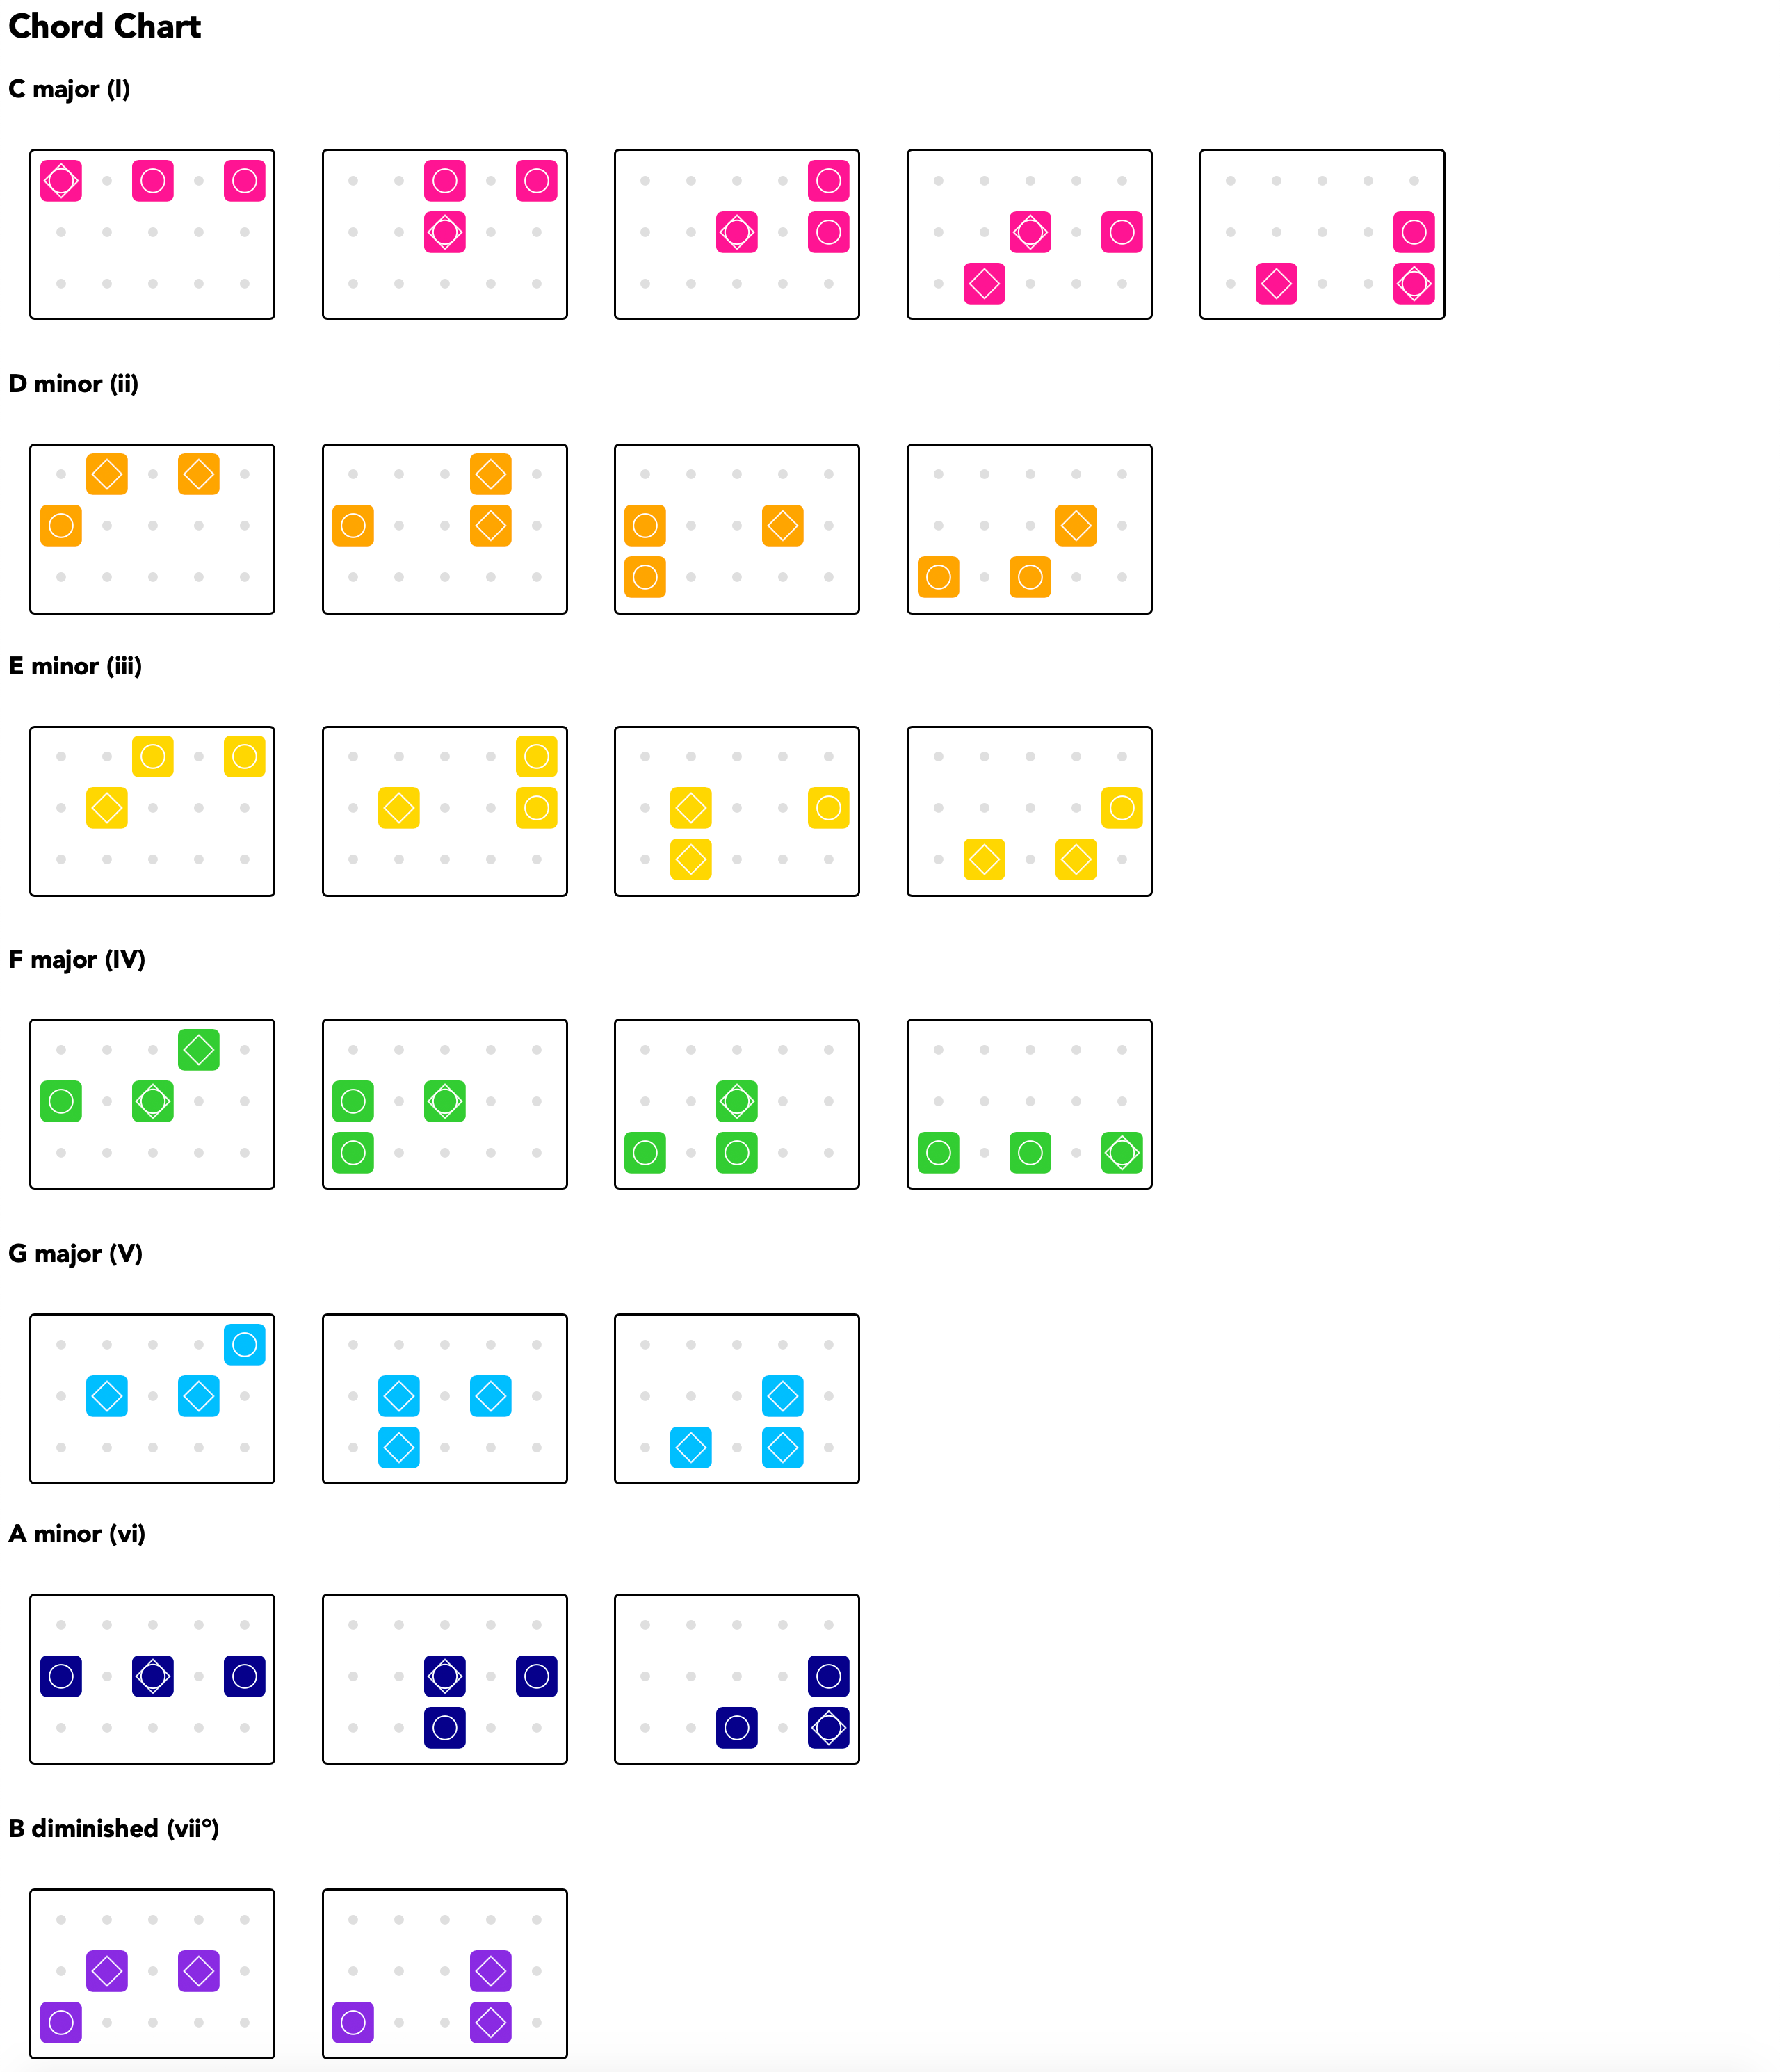 Chord Chart
C major (I)
D minor (ii)
E minor (iii)
F major (IV)
G major (V)
A minor (vi)
B diminished (vii°)